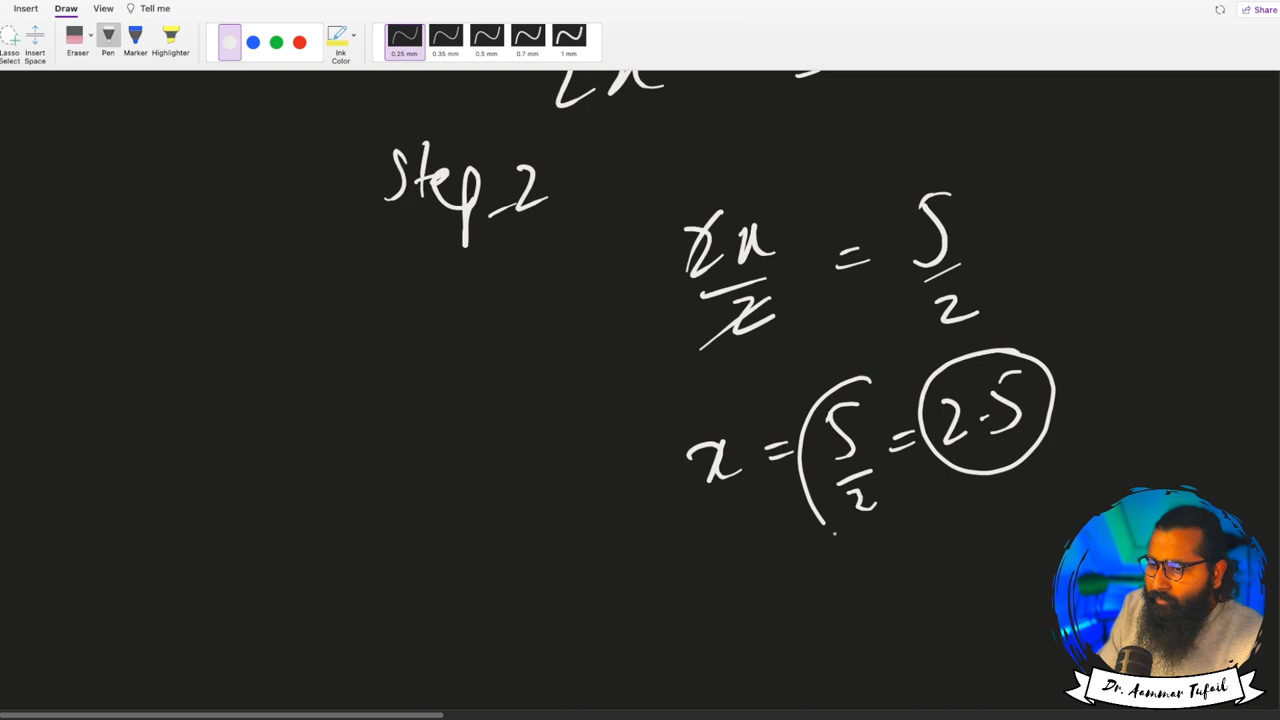 Insert Draw View Tell me Share
Lasso Select Insert Space Eraser Pen Marker Highlighter Ink Color 0.25 mm 0.35 mm 0.5 mm 0.7 mm 1 mm
2x =
Step_2
2x/2 = 5/2
x = 5/2 = 2.5
Dr. Aammar Tufail